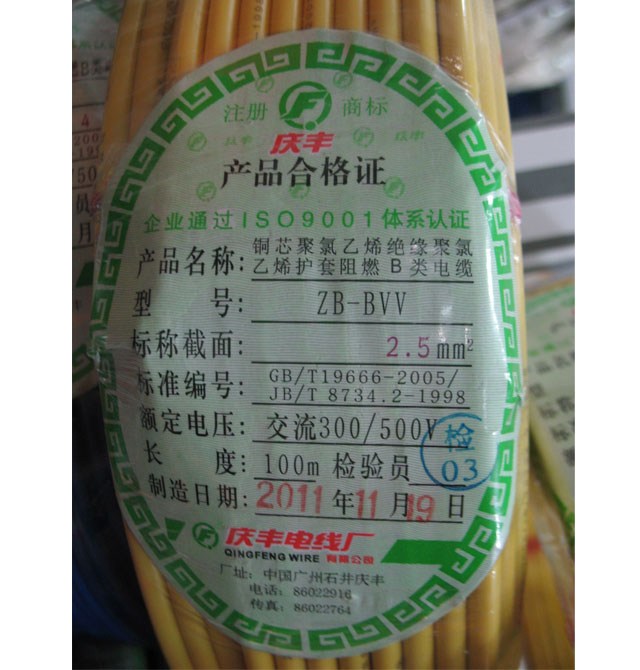 注册 商标
庆丰
产品合格证
企业通过ISO9001体系认证
产品名称: 铜芯聚氯乙烯绝缘聚氯
乙烯护套阻燃B类电缆
型号: ZB-BVV
标称截面: 2.5mm²
标准编号: GB/T19666-2005/
JB/T 8734.2-1998
额定电压: 交流300/500V
长度: 100m 检验员 检 03
制造日期: 2011年11月19日
庆丰电线厂
QINGFENG WIRE 有限公司
厂址: 中国广州石井庆丰
电话: 86022916
传真: 86022764